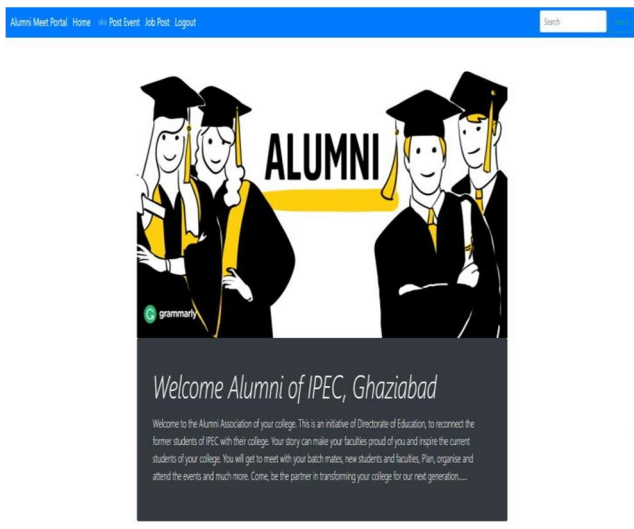 Alumni Meet Portal Home aku Post Event Job Post Logout Search
ALUMNI
grammarly
Welcome Alumni of IPEC, Ghaziabad
Welcome to the Alumni Association of your college. This is an initiative of Directorate of Education, to reconnect the
former students of IPEC with their college. Your story can make your faculties proud of you and inspire the current
students of your college. You will get to meet with your batch mates, new students and faculties, Plan, organise and
attend the events and much more. Come, be the partner in transforming your college for our next generation.....